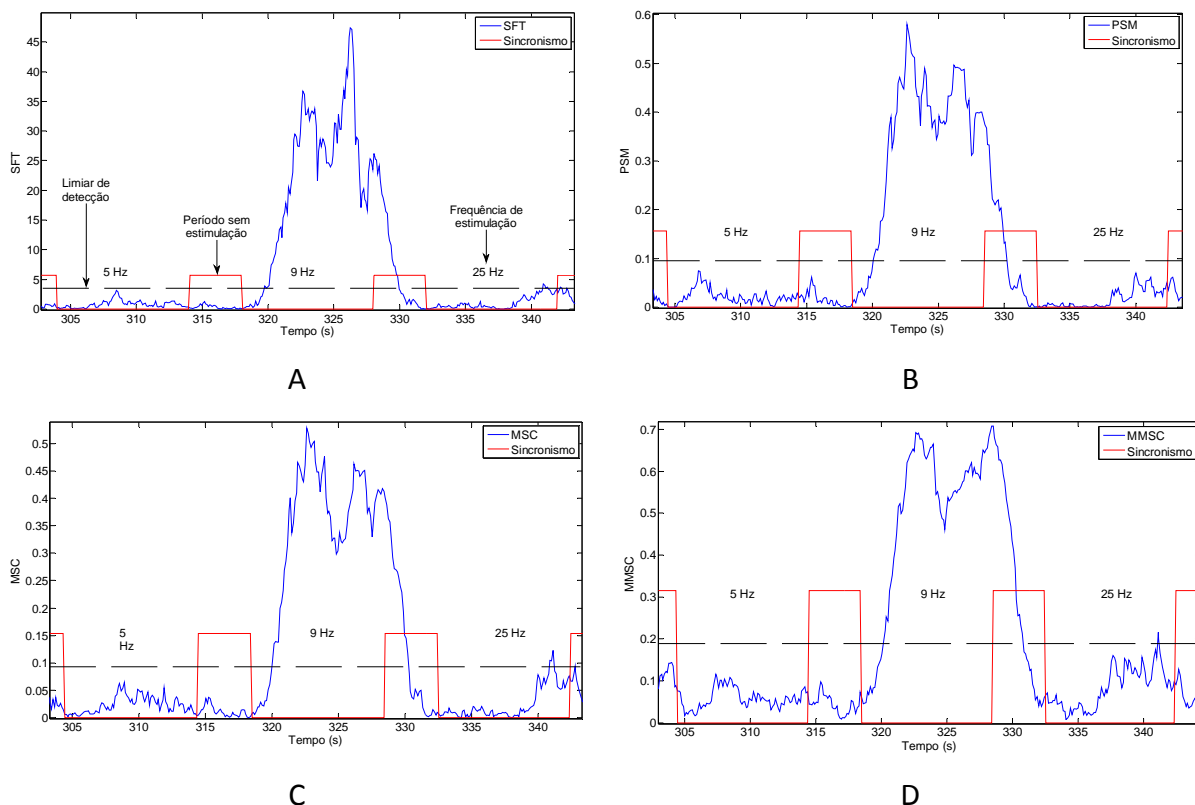 SFT
Sincronismo
45
40
35
30
25
20
15
10
5
0
SFT
Limiar de
detecção
Período sem
estimulação
Frequência de
estimulação
5 Hz
9 Hz
25 Hz
305 310 315 320 325 330 335 340
Tempo (s)
A
PSM
Sincronismo
0.6
0.5
0.4
0.3
0.2
0.1
0
PSM
5 Hz
9 Hz
25 Hz
305 310 315 320 325 330 335 340
Tempo (s)
B
MSC
Sincronismo
0.5
0.45
0.4
0.35
0.3
0.25
0.2
0.15
0.1
0.05
0
MSC
5
Hz
9 Hz
25 Hz
305 310 315 320 325 330 335 340
Tempo (s)
C
MMSC
Sincronismo
0.7
0.6
0.5
0.4
0.3
0.2
0.1
0
MMSC
5 Hz
9 Hz
25 Hz
305 310 315 320 325 330 335 340
Tempo (s)
D